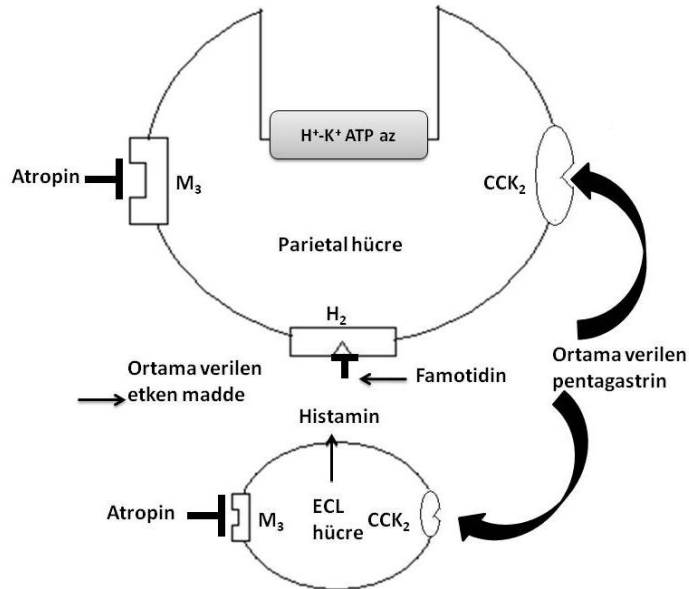 H⁺-K⁺ ATP az
Atropin
M₃
CCK₂
Parietal hücre
H₂
Ortama verilen
etken madde
Famotidin
Ortama verilen
pentagastrin
Histamin
Atropin
M₃
ECL
hücre
CCK₂